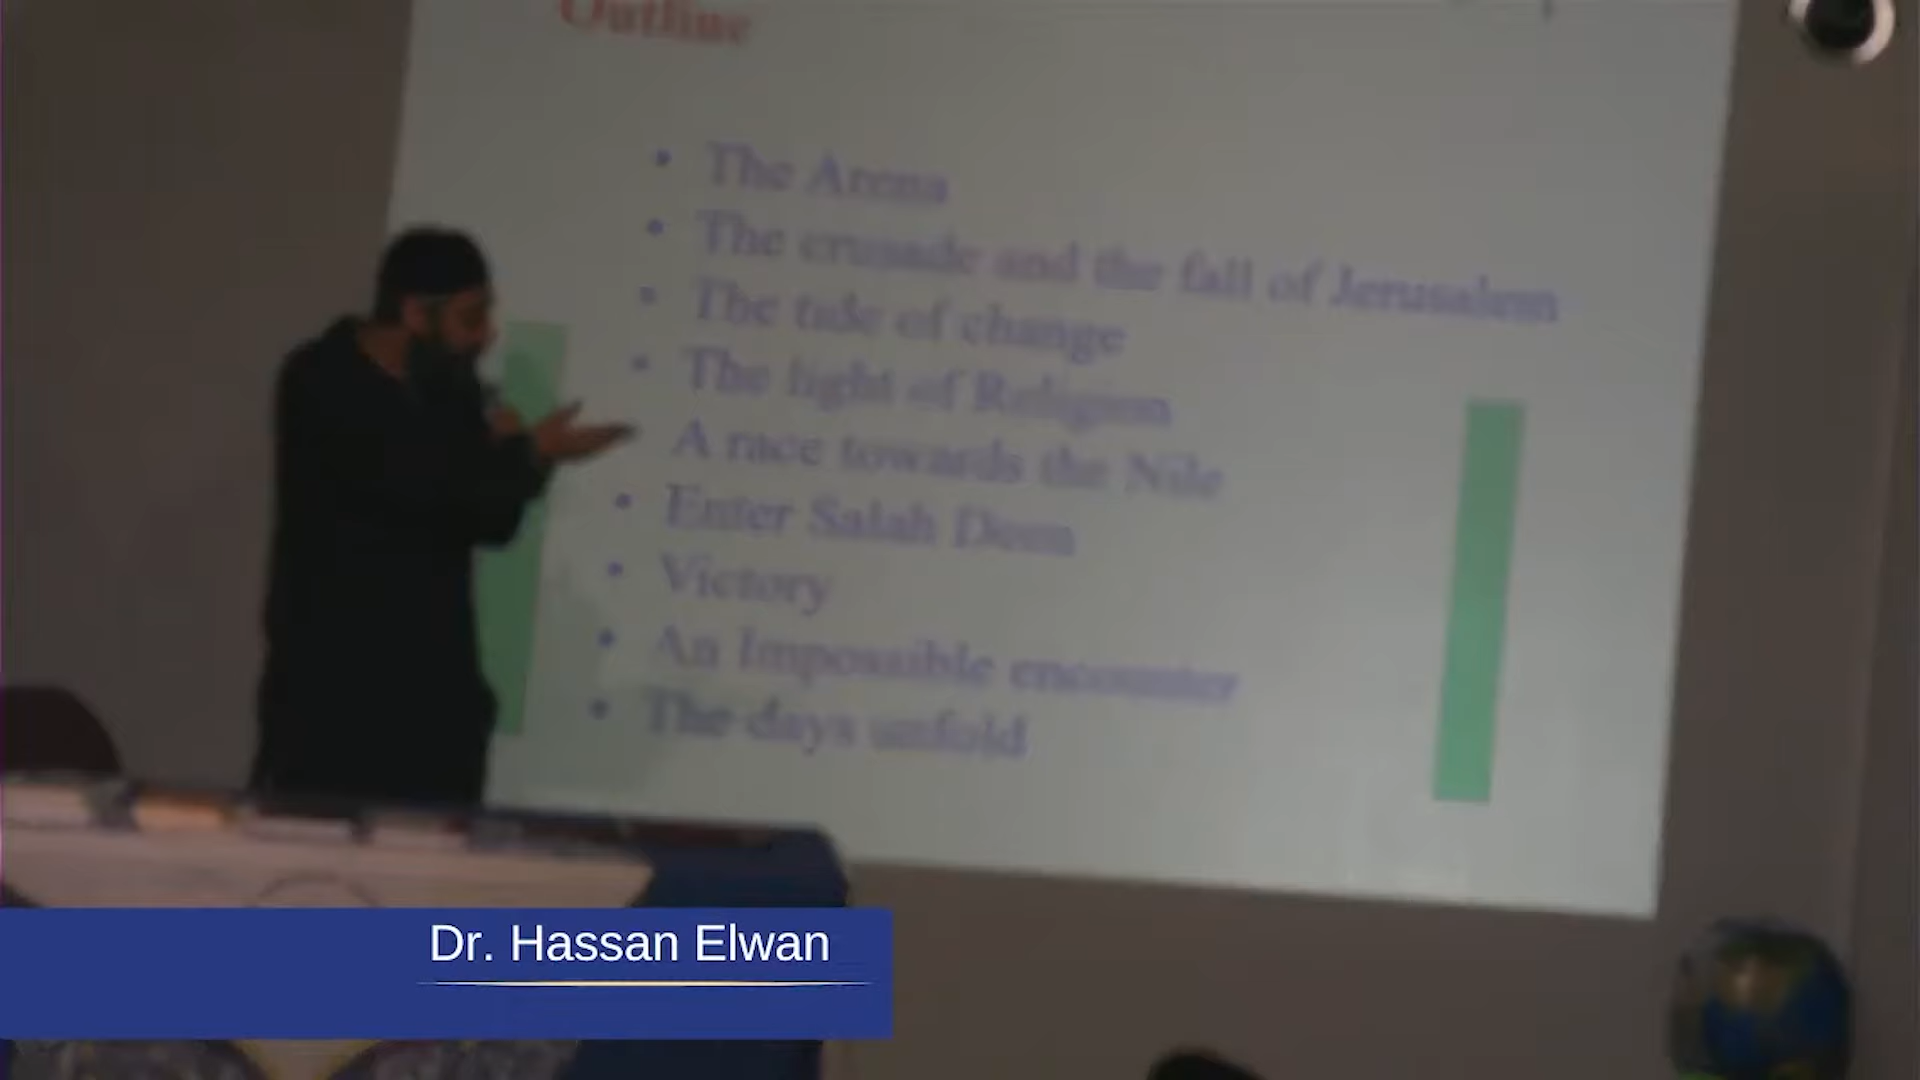 Outline
• The Arena
• The crusade and the fall of Jerusalem
• The tide of change
• The light of Religion
A race towards the Nile
• Enter Salah Deen
• Victory
• An Impossible encounter
• The days unfold
Dr. Hassan Elwan